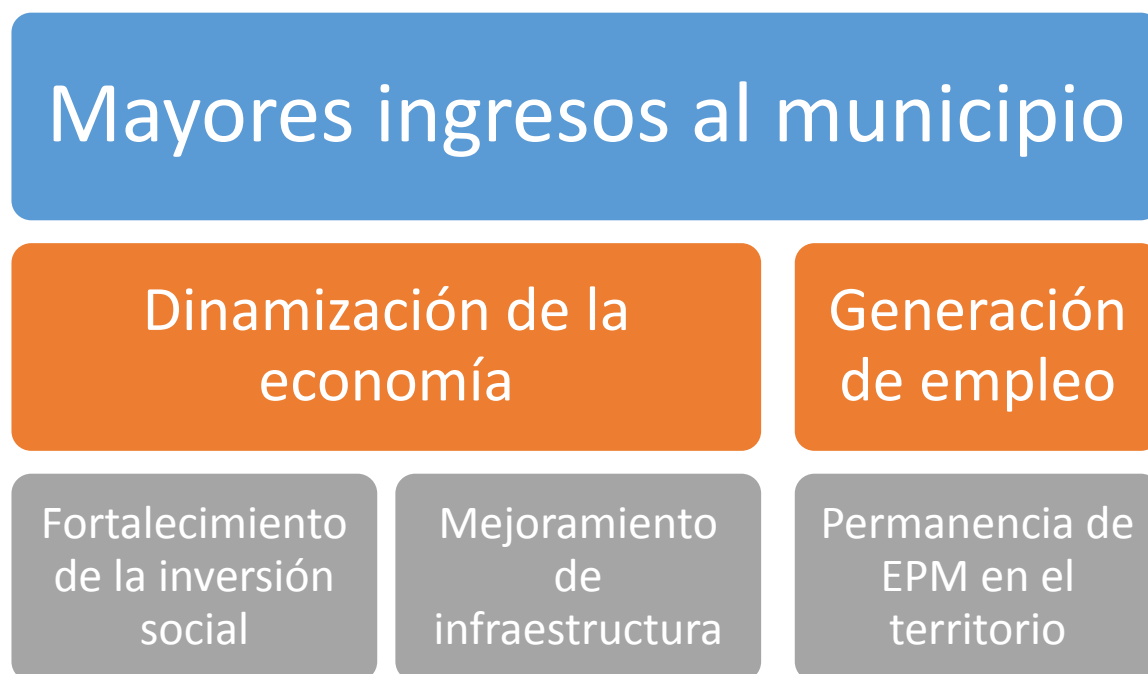 Mayores ingresos al municipio
Dinamización de la
economía
Generación
de empleo
Fortalecimiento
de la inversión
social
Mejoramiento
de
infraestructura
Permanencia de
EPM en el
territorio